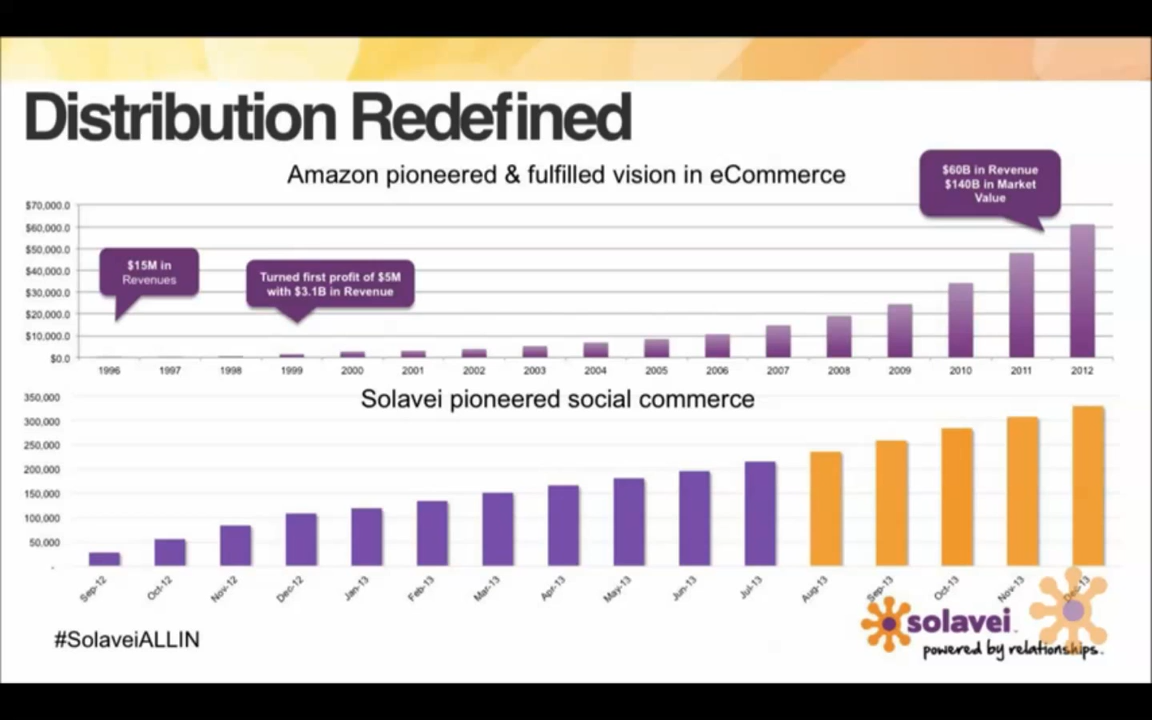 Distribution Redefined
Amazon pioneered & fulfilled vision in eCommerce
$60B in Revenue
$140B in Market
Value
$15M in
Revenues
Turned first profit of $5M
with $3.1B in Revenue
$70,000.0
$60,000.0
$50,000.0
$40,000.0
$30,000.0
$20,000.0
$10,000.0
$0.0
1996 1997 1998 1999 2000 2001 2002 2003 2004 2005 2006 2007 2008 2009 2010 2011 2012
Solavei pioneered social commerce
350,000
300,000
250,000
200,000
150,000
100,000
50,000
-
Sep-12 Oct-12 Nov-12 Dec-12 Jan-13 Feb-13 Mar-13 Apr-13 May-13 Jun-13 Jul-13 Aug-13 Sep-13 Oct-13 Nov-13 Dec-13
#SolaveiALLIN
solavei
powered by relationships.